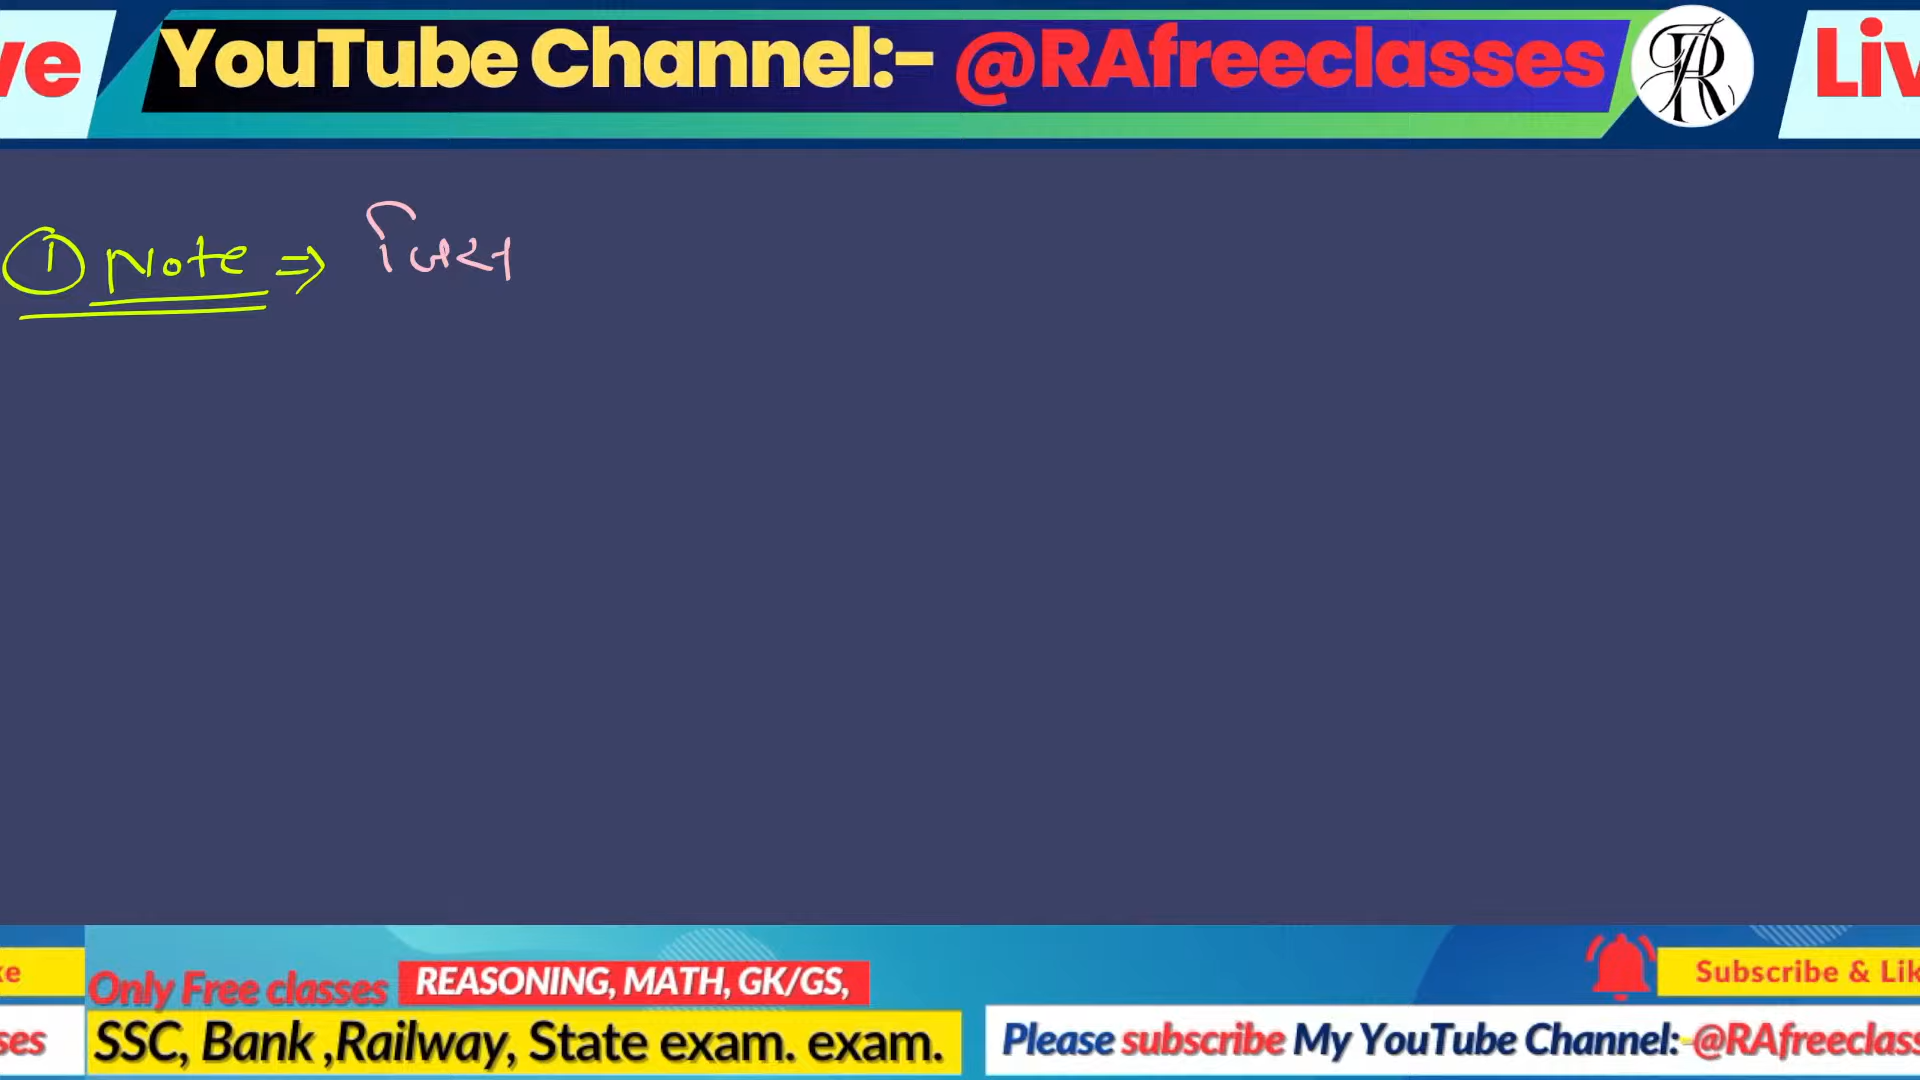 ve YouTube Channel:- @RAfreeclasses Liv
① Note ⇒ जिस
ke Only Free classes REASONING, MATH, GK/GS, Subscribe & Lik
ses SSC, Bank ,Railway, State exam. exam. Please subscribe My YouTube Channel:-@RAfreeclass